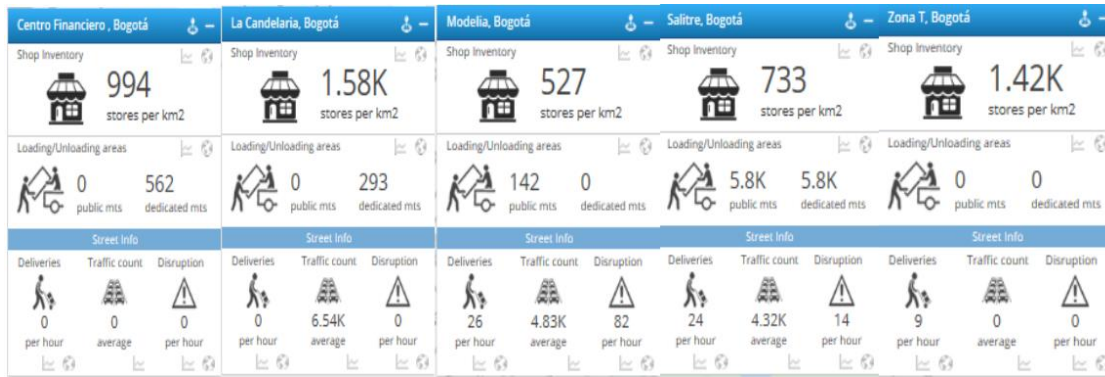 Centro Financiero , Bogotá
Shop Inventory
994
stores per km2
Loading/Unloading areas
0 562
public mts dedicated mts
Street Info
Deliveries Traffic count Disruption
0 0 0
per hour average per hour
La Candelaria, Bogotá
Shop Inventory
1.58K
stores per km2
Loading/Unloading areas
0 293
public mts dedicated mts
Street Info
Deliveries Traffic count Disruption
0 6.54K 0
per hour average per hour
Modelia, Bogotá
Shop Inventory
527
stores per km2
Loading/Unloading areas
142 0
public mts dedicated mts
Street Info
Deliveries Traffic count Disruption
26 4.83K 82
per hour average per hour
Salitre, Bogotá
Shop Inventory
733
stores per km2
Loading/Unloading areas
5.8K 5.8K
public mts dedicated mts
Street Info
Deliveries Traffic count Disruption
24 4.32K 14
per hour average per hour
Zona T, Bogotá
Shop Inventory
1.42K
stores per km2
Loading/Unloading areas
0 0
public mts dedicated mts
Street Info
Deliveries Traffic count Disruption
9 0 0
per hour average per hour